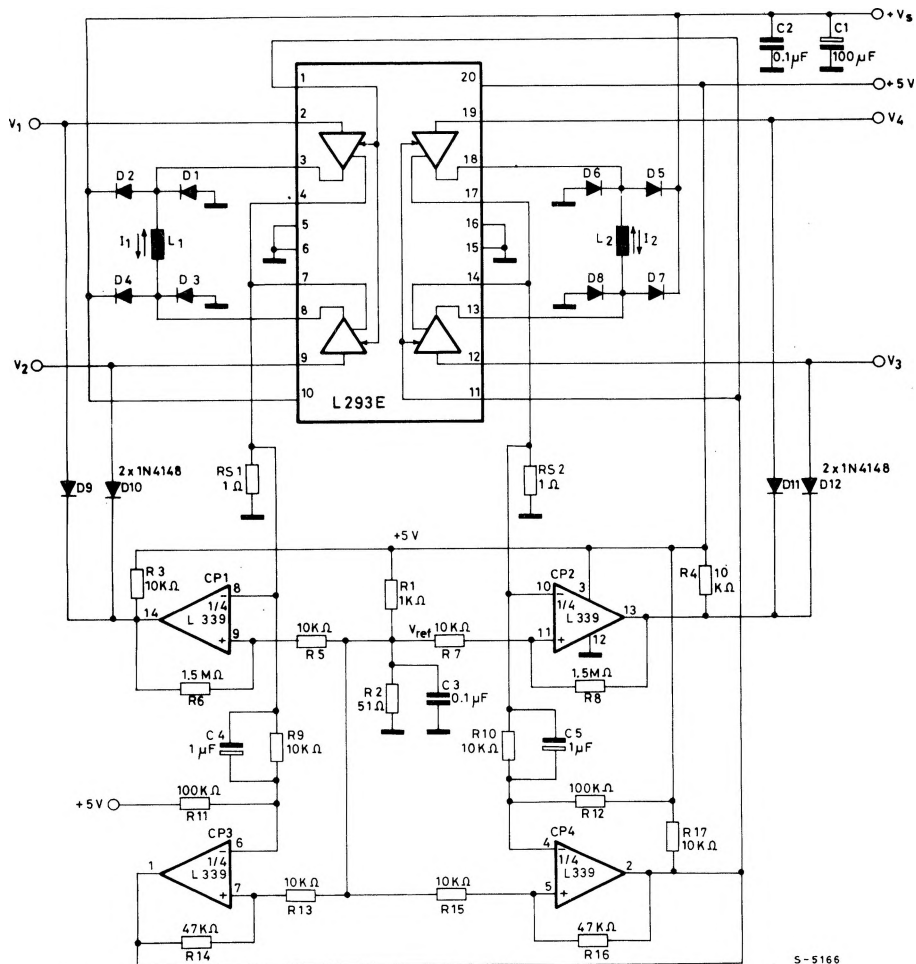 +Vs
C2
0.1µF
C1
100µF
+5V
V1
V4
1
2
3
4
5
6
7
8
9
10
20
19
18
17
16
15
14
13
12
11
L293E
D2
D1
I1
L1
D4
D3
D6
D5
L2
I2
D8
D7
V2
V3
RS1
1Ω
RS2
1Ω
D9
2x1N4148
D10
D11
2x1N4148
D12
+5V
R3
10KΩ
CP1
1/4
L339
8
9
14
1.5MΩ
R6
10KΩ
R5
R1
1KΩ
Vref
10KΩ
R7
R2
51Ω
C3
0.1µF
CP2
1/4
L339
10
11
3
12
13
R4
10
KΩ
1.5MΩ
R8
C4
1µF
R9
10KΩ
R10
10KΩ
C5
1µF
+5V
100KΩ
R11
100KΩ
R12
R17
10KΩ
CP3
1/4
L339
6
7
1
10KΩ
R13
47KΩ
R14
10KΩ
R15
CP4
1/4
L339
4
5
2
47KΩ
R16
S-5166